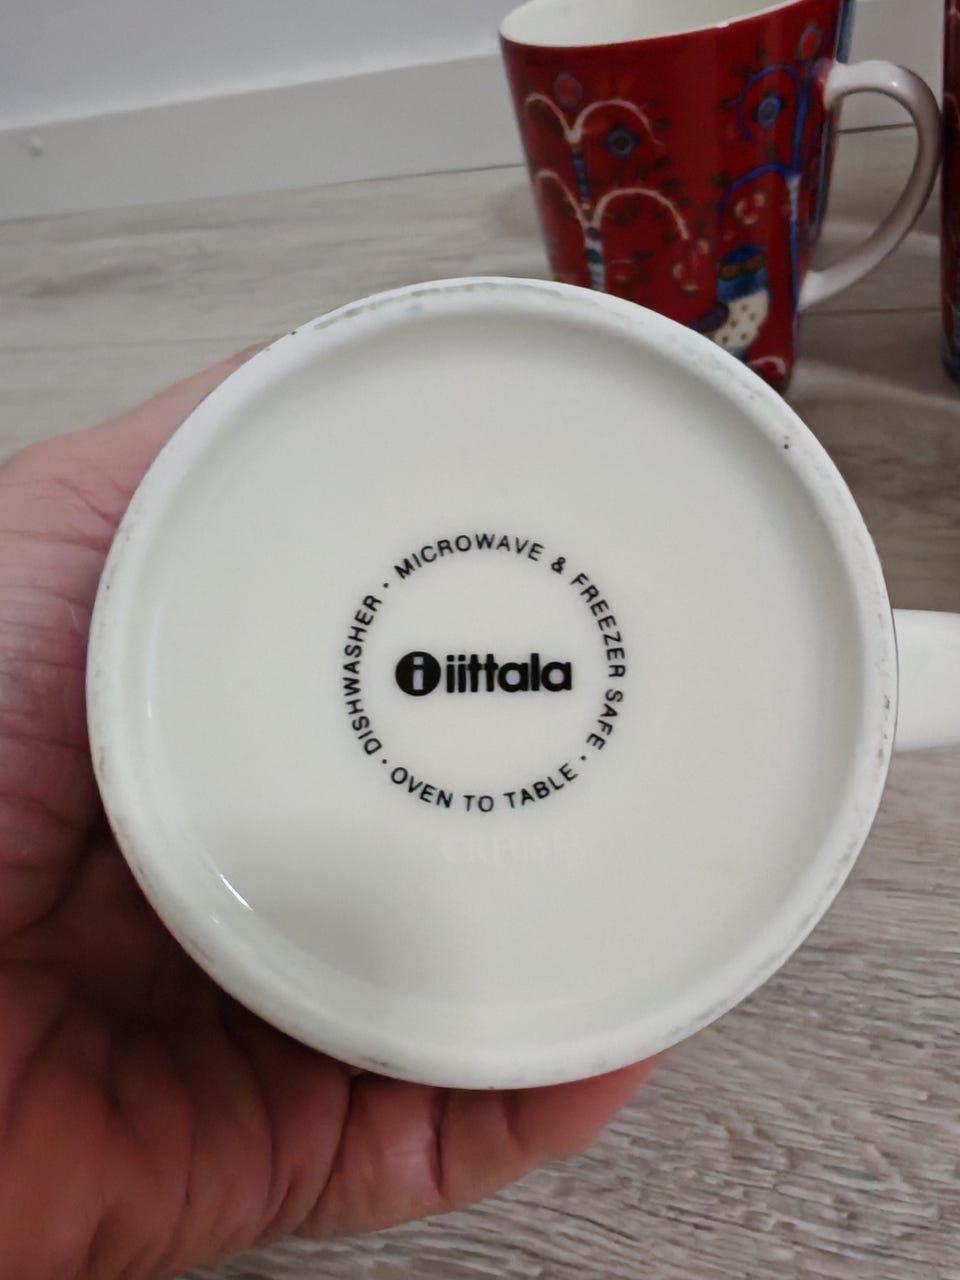 MICROWAVE & FREEZER SAFE · OVEN TO TABLE · DISHWASHER ·
i iittala